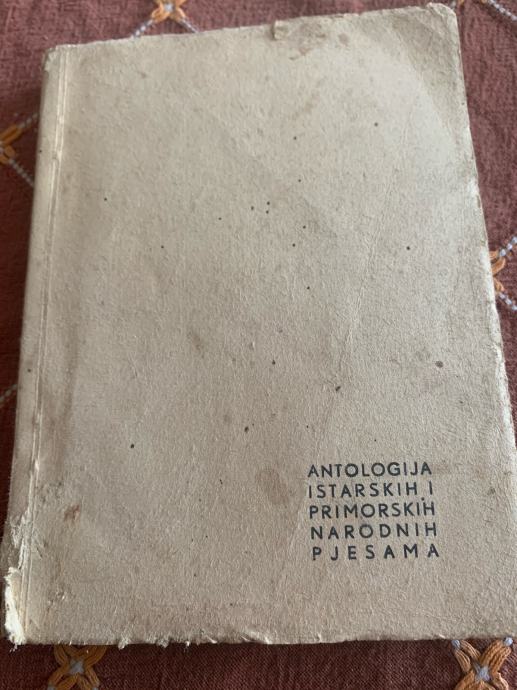 ANTOLOGIJA
ISTARSKIH I
PRIMORSKIH
NARODNIH
PJESAMA